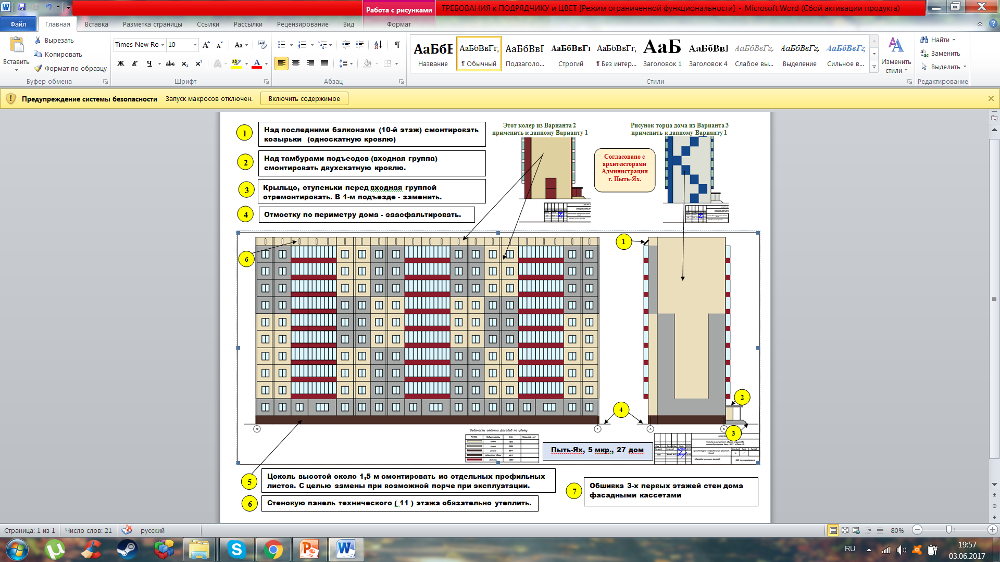 Работа с рисунками
ТРЕБОВАНИЯ к ПОДРЯДЧИКУ и ЦВЕТ [Режим ограниченной функциональности] - Microsoft Word (Сбой активации продукта)
Файл
Главная
Вставка
Разметка страницы
Ссылки
Рассылки
Рецензирование
Вид
Формат
Вставить
Вырезать
Копировать
Формат по образцу
Буфер обмена
Times New Ro
10
Шрифт
Абзац
АаБбВ
Название
АаБбВвГг,
¶ Обычный
АаБбВвГ
Подзаголо...
АаБбВвГг
Строгий
АаБбВвГг,
¶ Без интер...
АаБ
Заголовок 1
АаБбВв
Заголовок 4
АаБбВвГг,
Слабое вы...
АаБбВвГг,
Выделение
АаБбВвГг,
Сильное в...
Стили
Изменить
стили
Найти
Заменить
Выделить
Редактирование
Предупреждение системы безопасности
Запуск макросов отключен.
Включить содержимое
1
Над последними балконами (10-й этаж) смонтировать
козырьки (односкатную кровлю)
2
Над тамбурами подъездов (входная группа)
смонтировать двухскатную кровлю.
3
Крыльцо, ступеньки перед входная группой
отремонтировать. В 1-м подъезде - заменить.
4
Отмостку по периметру дома - заасфальтировать.
Этот колер из Варианта 2
применить к данному Варианту 1
Согласовано с
архитекторами
Администрации
г. Пыть-Ях.
Рисунок торца дома из Варианта 3
применить к данному Варианту 1
6
1
4
2
3
Ведомость отделки фасадов по цвету
Пыть-Ях, 5 мкр., 27 дом
5
Цоколь высотой около 1,5 м смонтировать из отдельных профильных
листов. С целью замены при возможной порче при эксплуатации.
6
Стеновую панель технического ( 11 ) этажа обязательно утеплить.
7
Обшивка 3-х первых этажей стен дома
фасадными кассетами
Страница: 1 из 1
Число слов: 21
русский
80%
RU
19:57
03.06.2017